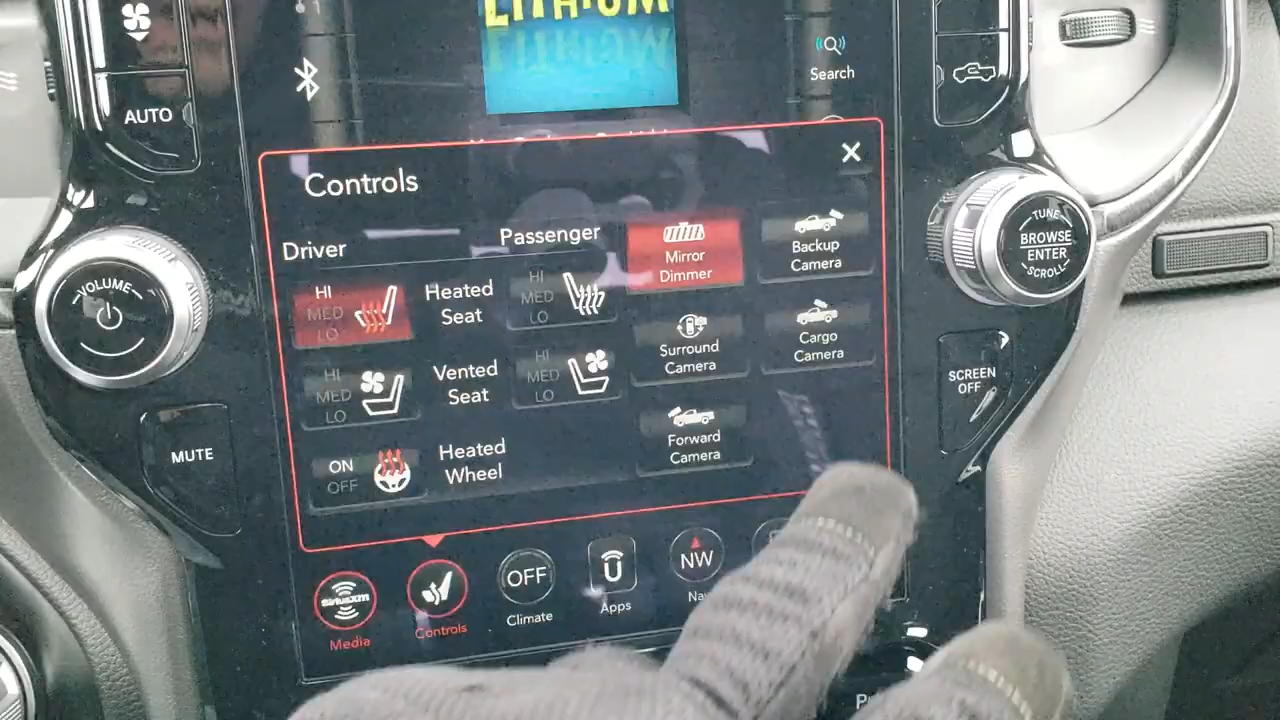 LITHIUM
Search
AUTO
Controls
Driver
Passenger
HI
MED
LO
Heated
Seat
HI
MED
LO
Mirror
Dimmer
Backup
Camera
HI
MED
LO
Vented
Seat
HI
MED
LO
Surround
Camera
Cargo
Camera
ON
OFF
Heated
Wheel
Forward
Camera
VOLUME
MUTE
TUNE
BROWSE
ENTER
SCROLL
SCREEN
OFF
siriusxm
Media
Controls
OFF
Climate
Apps
NW